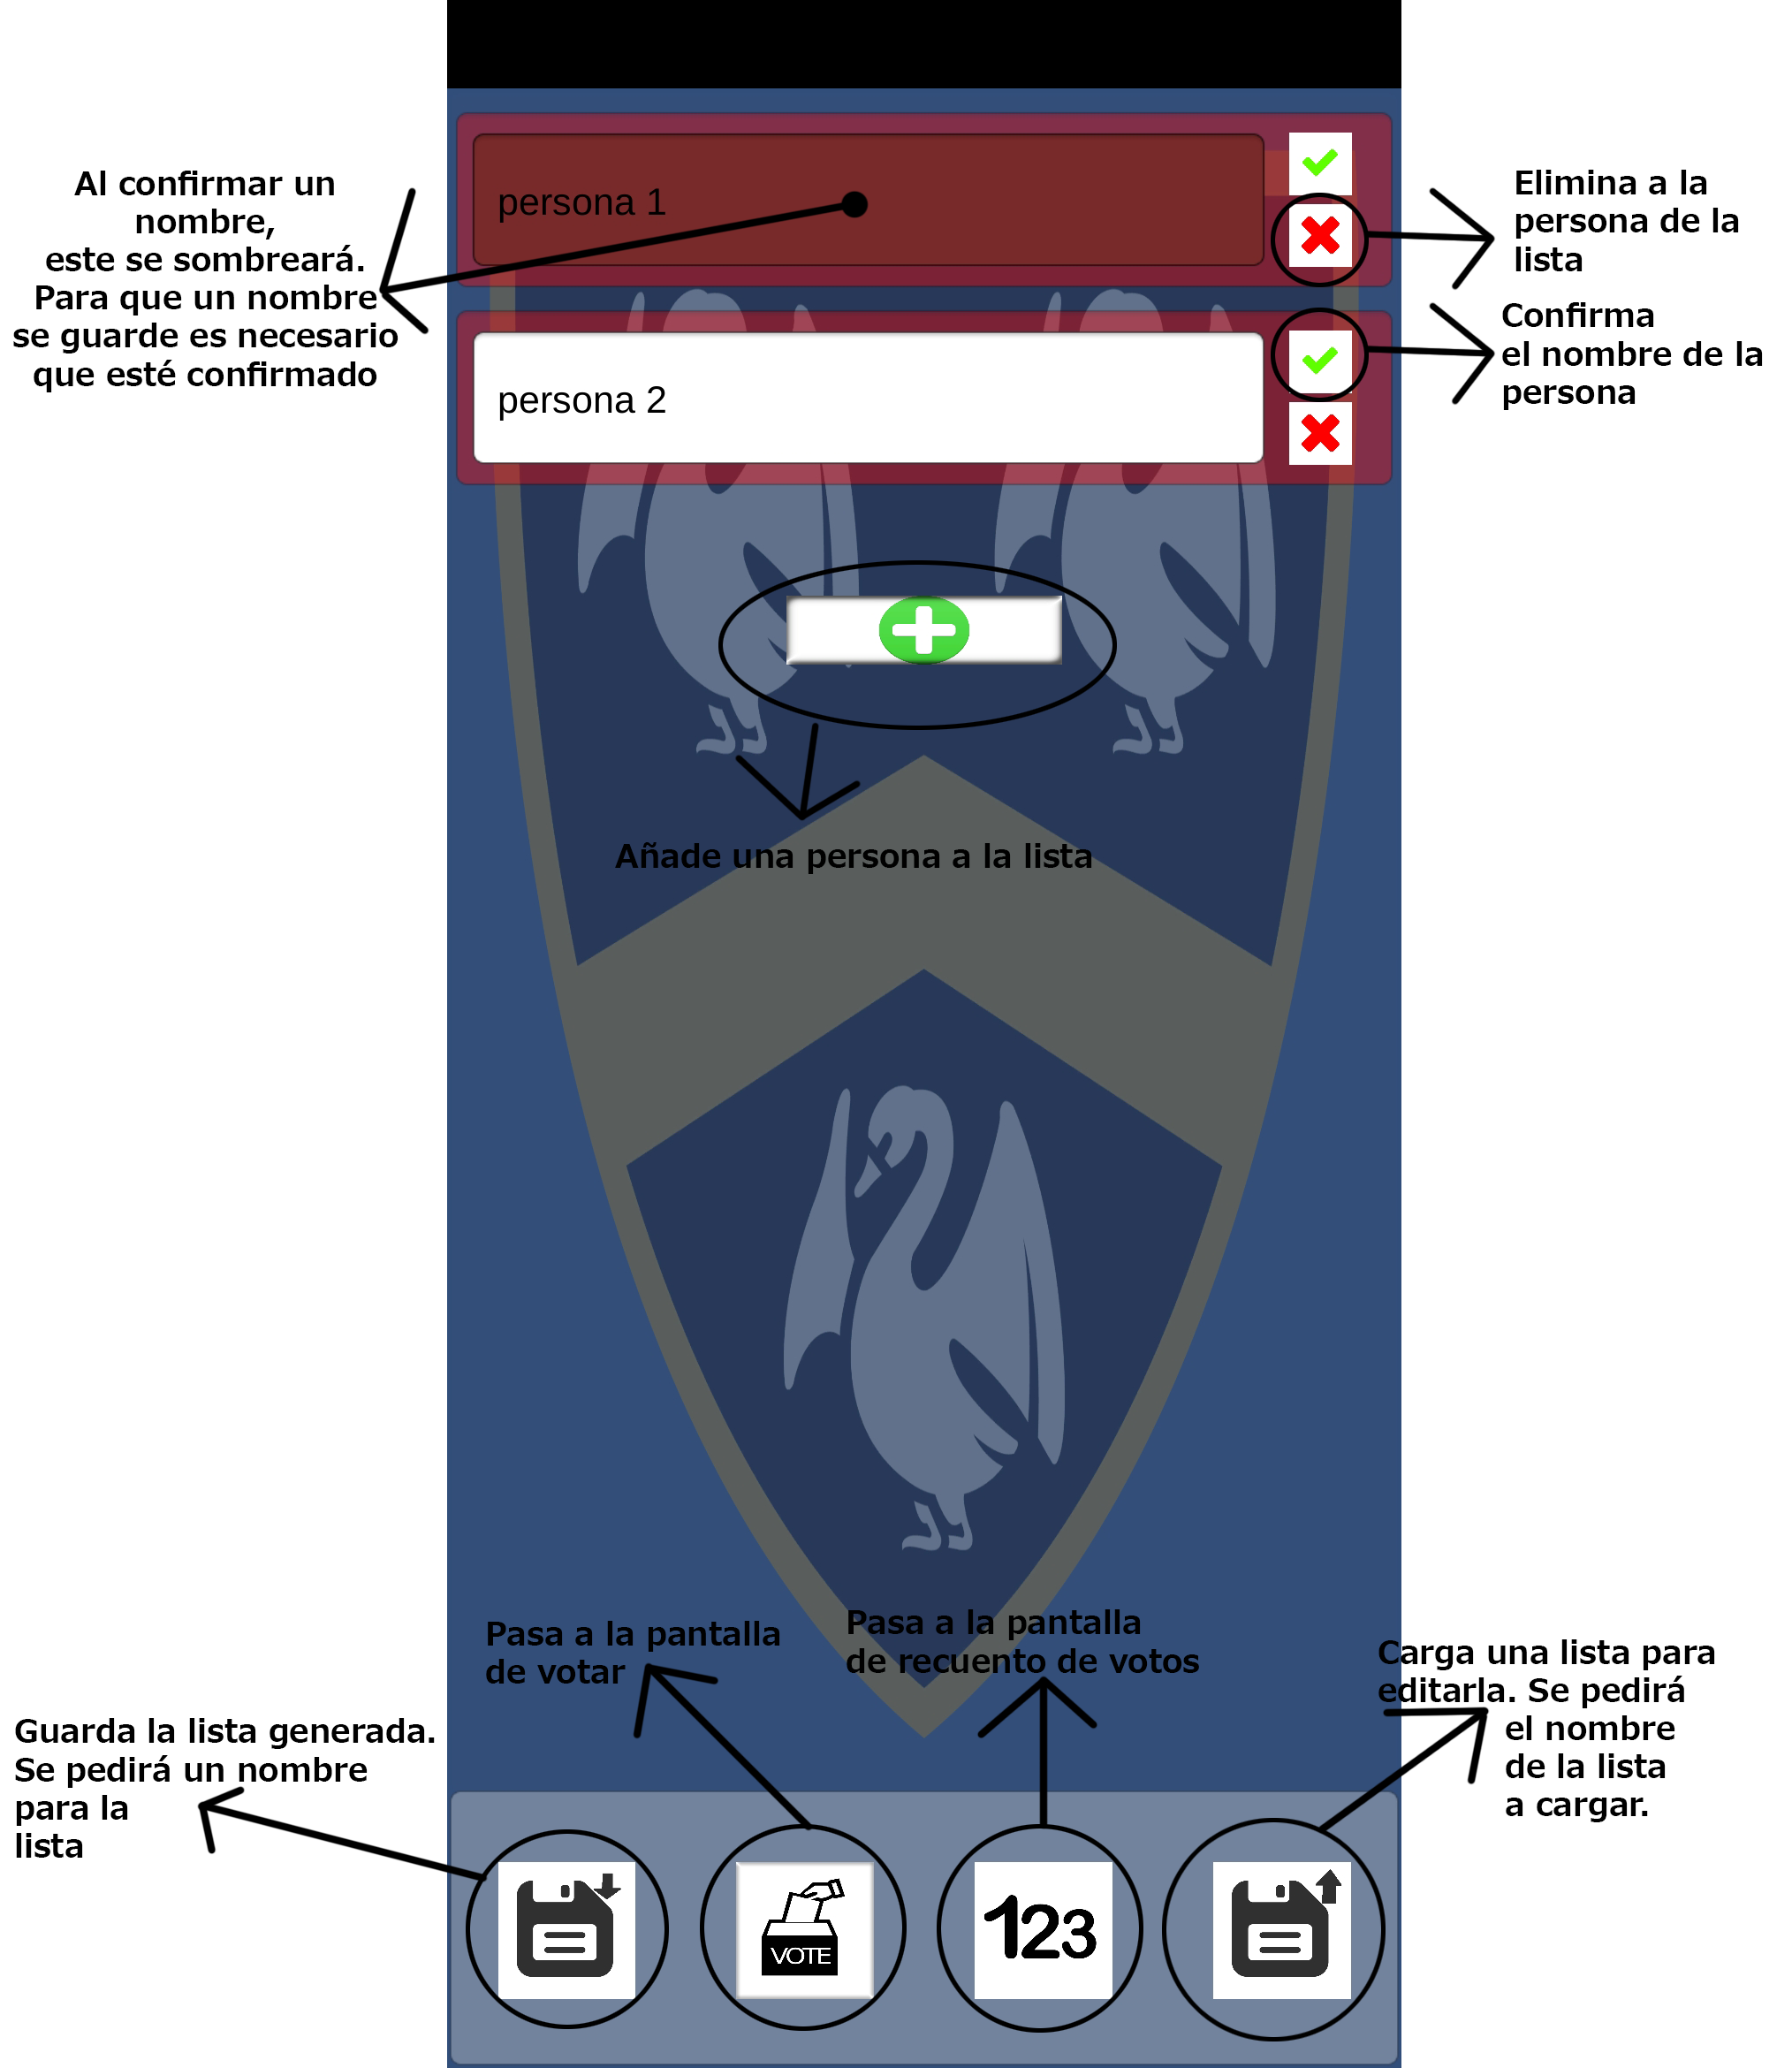 Al confirmar un
nombre,
este se sombreará.
Para que un nombre
se guarde es necesario
que esté confirmado
persona 1
Elimina a la
persona de la
lista
Confirma
el nombre de la
persona
persona 2
Añade una persona a la lista
Pasa a la pantalla
de votar
Pasa a la pantalla
de recuento de votos
Carga una lista para
editarla. Se pedirá
el nombre
de la lista
a cargar.
Guarda la lista generada.
Se pedirá un nombre
para la
lista
VOTE
123